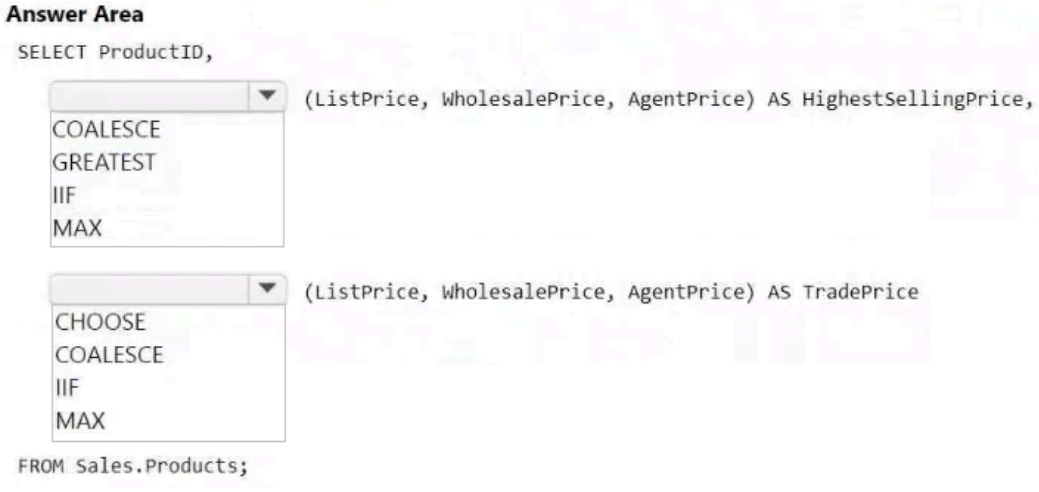 Answer Area
SELECT ProductID,
(ListPrice, WholesalePrice, AgentPrice) AS HighestSellingPrice,
COALESCE
GREATEST
IIF
MAX
(ListPrice, WholesalePrice, AgentPrice) AS TradePrice
CHOOSE
COALESCE
IIF
MAX
FROM Sales.Products;